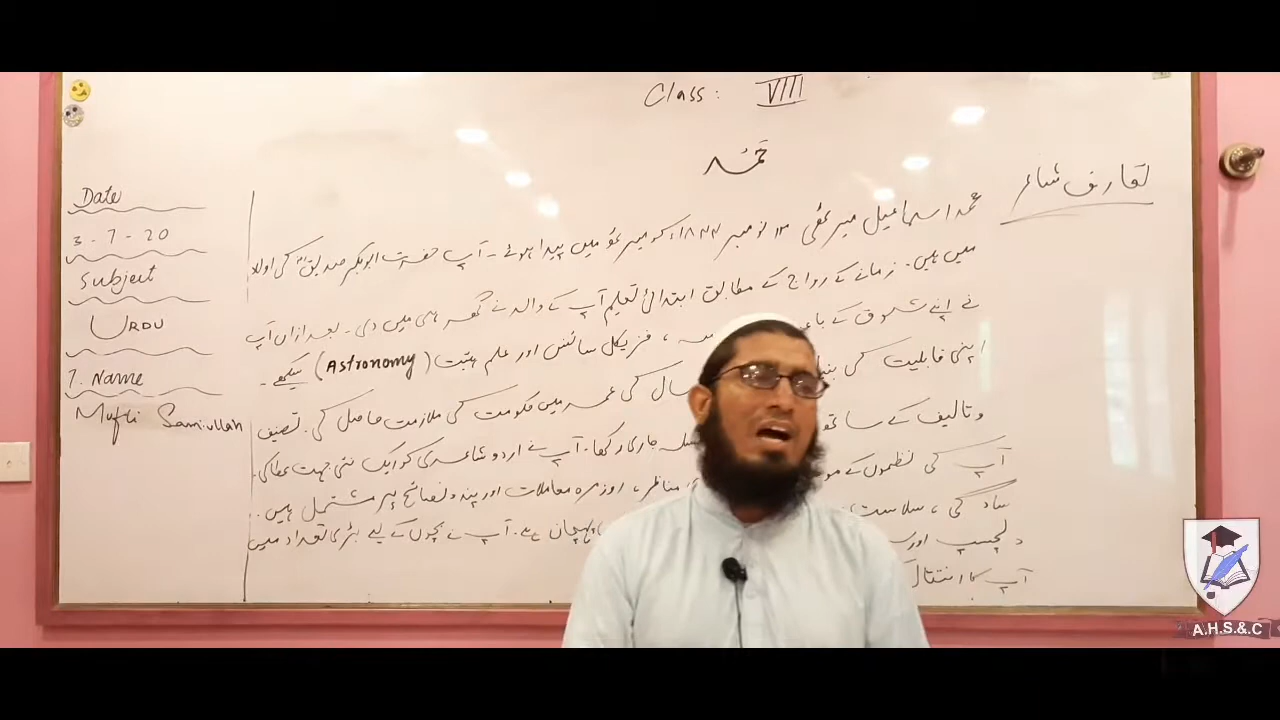 Class: VIII
حمد
تعارف شاعر
Date
3-7-20
Subject
URDU
T. Name
Mufti Samiullah
محمد اسماعیل میرٹھی ۱۲ نومبر ۱۸۴۴ء کو میرٹھ میں پیدا ہوئے۔ آپ حضرت ابوبکر صدیقؓ کی اولاد
میں ہیں۔ زمانے کے رواج کے مطابق ابتدائی تعلیم آپ کے والد نے گھر ہی میں دی۔ بعد ازاں آپ
نے اپنے شوق کے ، فزیکل سائنس اور علم ہیئت (Astronomy) سیکھے۔
اپنی قابلیت کی سال کی عمر میں حکومت کی ملازمت حاصل کی۔ تصنیف
و تالیف کے ساتھ جاری رکھا۔ آپ نے اردو شاعری کو ایک نئی جہت عطا کی۔
آپ کی نظموں کے مناظر، روزمرہ معاملات اور پند و نصائح پر مشتمل ہیں۔
سادگی، سلاست پہچان ہے۔ آپ نے بچوں کے لیے بڑی تعداد میں
دلچسپ اور
آپ کا انتقال
A.H.S.&C